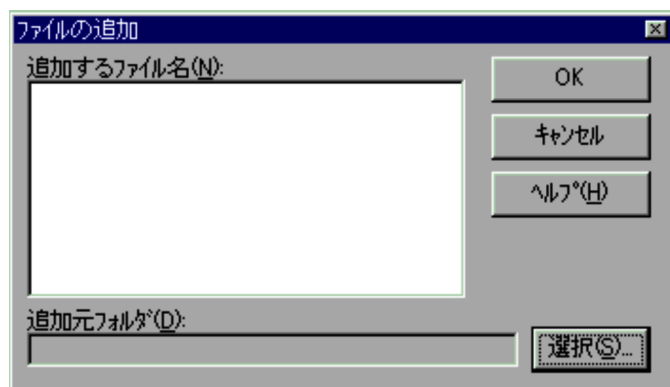 ファイルの追加
追加するファイル名(N):
OK
キャンセル
ヘルプ(H)
追加元フォルダ(D):
選択(S)...